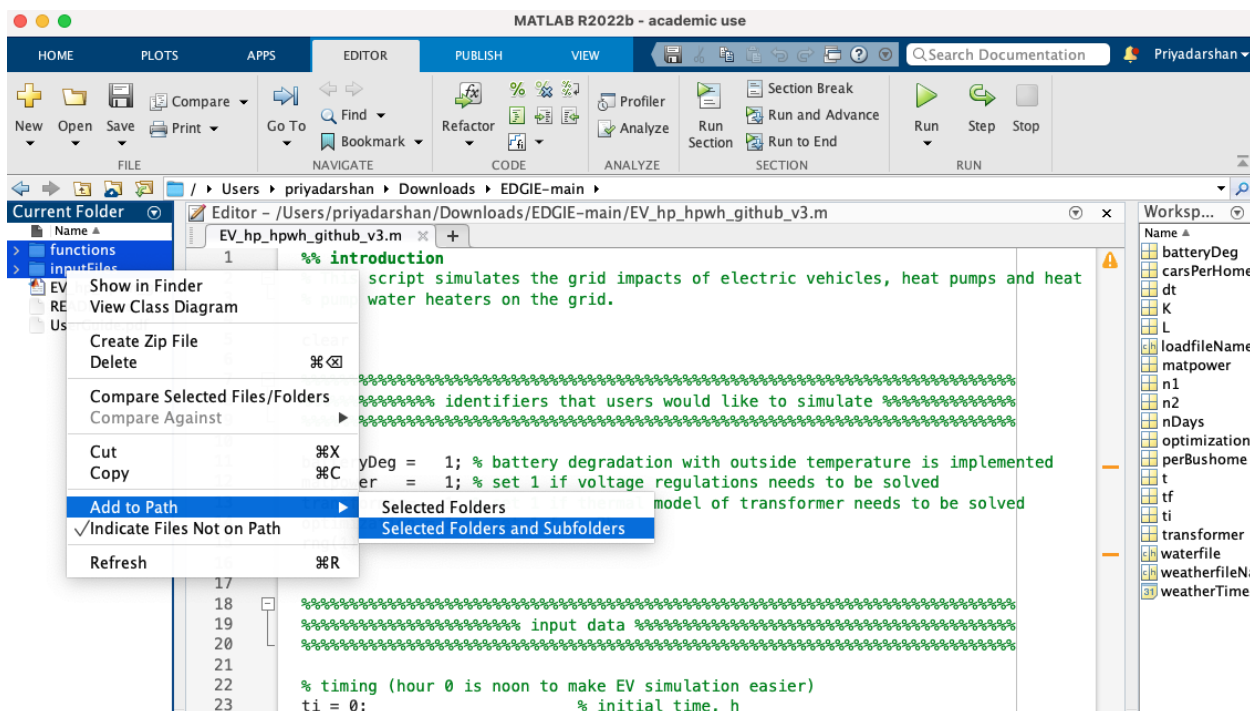 MATLAB R2022b - academic use
HOME PLOTS APPS EDITOR PUBLISH VIEW Search Documentation Priyadarshan
New Open Save Compare Print
FILE
Go To Find Bookmark
NAVIGATE
Refactor
CODE
Profiler Analyze
ANALYZE
Run Section Section Break Run and Advance Run to End
SECTION
Run Step Stop
RUN
/ Users priyadarshan Downloads EDGIE-main
Current Folder
Name
functions
inputFiles
EV
RE
Us
Show in Finder
View Class Diagram
Create Zip File
Delete ⌘⌫
Compare Selected Files/Folders
Compare Against
Cut ⌘X
Copy ⌘C
Add to Path
✓Indicate Files Not on Path
Refresh ⌘R
Selected Folders
Selected Folders and Subfolders
Editor - /Users/priyadarshan/Downloads/EDGIE-main/EV_hp_hpwh_github_v3.m
EV_hp_hpwh_github_v3.m +
1 %% introduction
script simulates the grid impacts of electric vehicles, heat pumps and heat
water heaters on the grid.
clear
%%%%%%%%%%%%%%%%%%%%%%%%%%%%%%%%%%%%%%%%%%%%%%%%%%%%%%%%%%%%%%%%%%%%%%%%%%%
%%%%%%%%%% identifiers that users would like to simulate %%%%%%%%%%%%%%%
%%%%%%%%%%%%%%%%%%%%%%%%%%%%%%%%%%%%%%%%%%%%%%%%%%%%%%%%%%%%%%%%%%%%%%%%%%%
yDeg = 1; % battery degradation with outside temperature is implemented
er = 1; % set 1 if voltage regulations needs to be solved
model of transformer needs to be solved
17
18 %%%%%%%%%%%%%%%%%%%%%%%%%%%%%%%%%%%%%%%%%%%%%%%%%%%%%%%%%%%%%%%%%%%%%%%%%%%
19 %%%%%%%%%%%%%%%%%%%%%%% input data %%%%%%%%%%%%%%%%%%%%%%%%%%%%%%%%%%%%%%%%
20 %%%%%%%%%%%%%%%%%%%%%%%%%%%%%%%%%%%%%%%%%%%%%%%%%%%%%%%%%%%%%%%%%%%%%%%%%%%
21
22 % timing (hour 0 is noon to make EV simulation easier)
23 ti = 0; % initial time, h
Worksp...
Name
batteryDeg
carsPerHome
dt
K
L
loadfileName
matpower
n1
n2
nDays
optimization
perBushome
t
tf
ti
transformer
waterfile
weatherfileNa
weatherTime